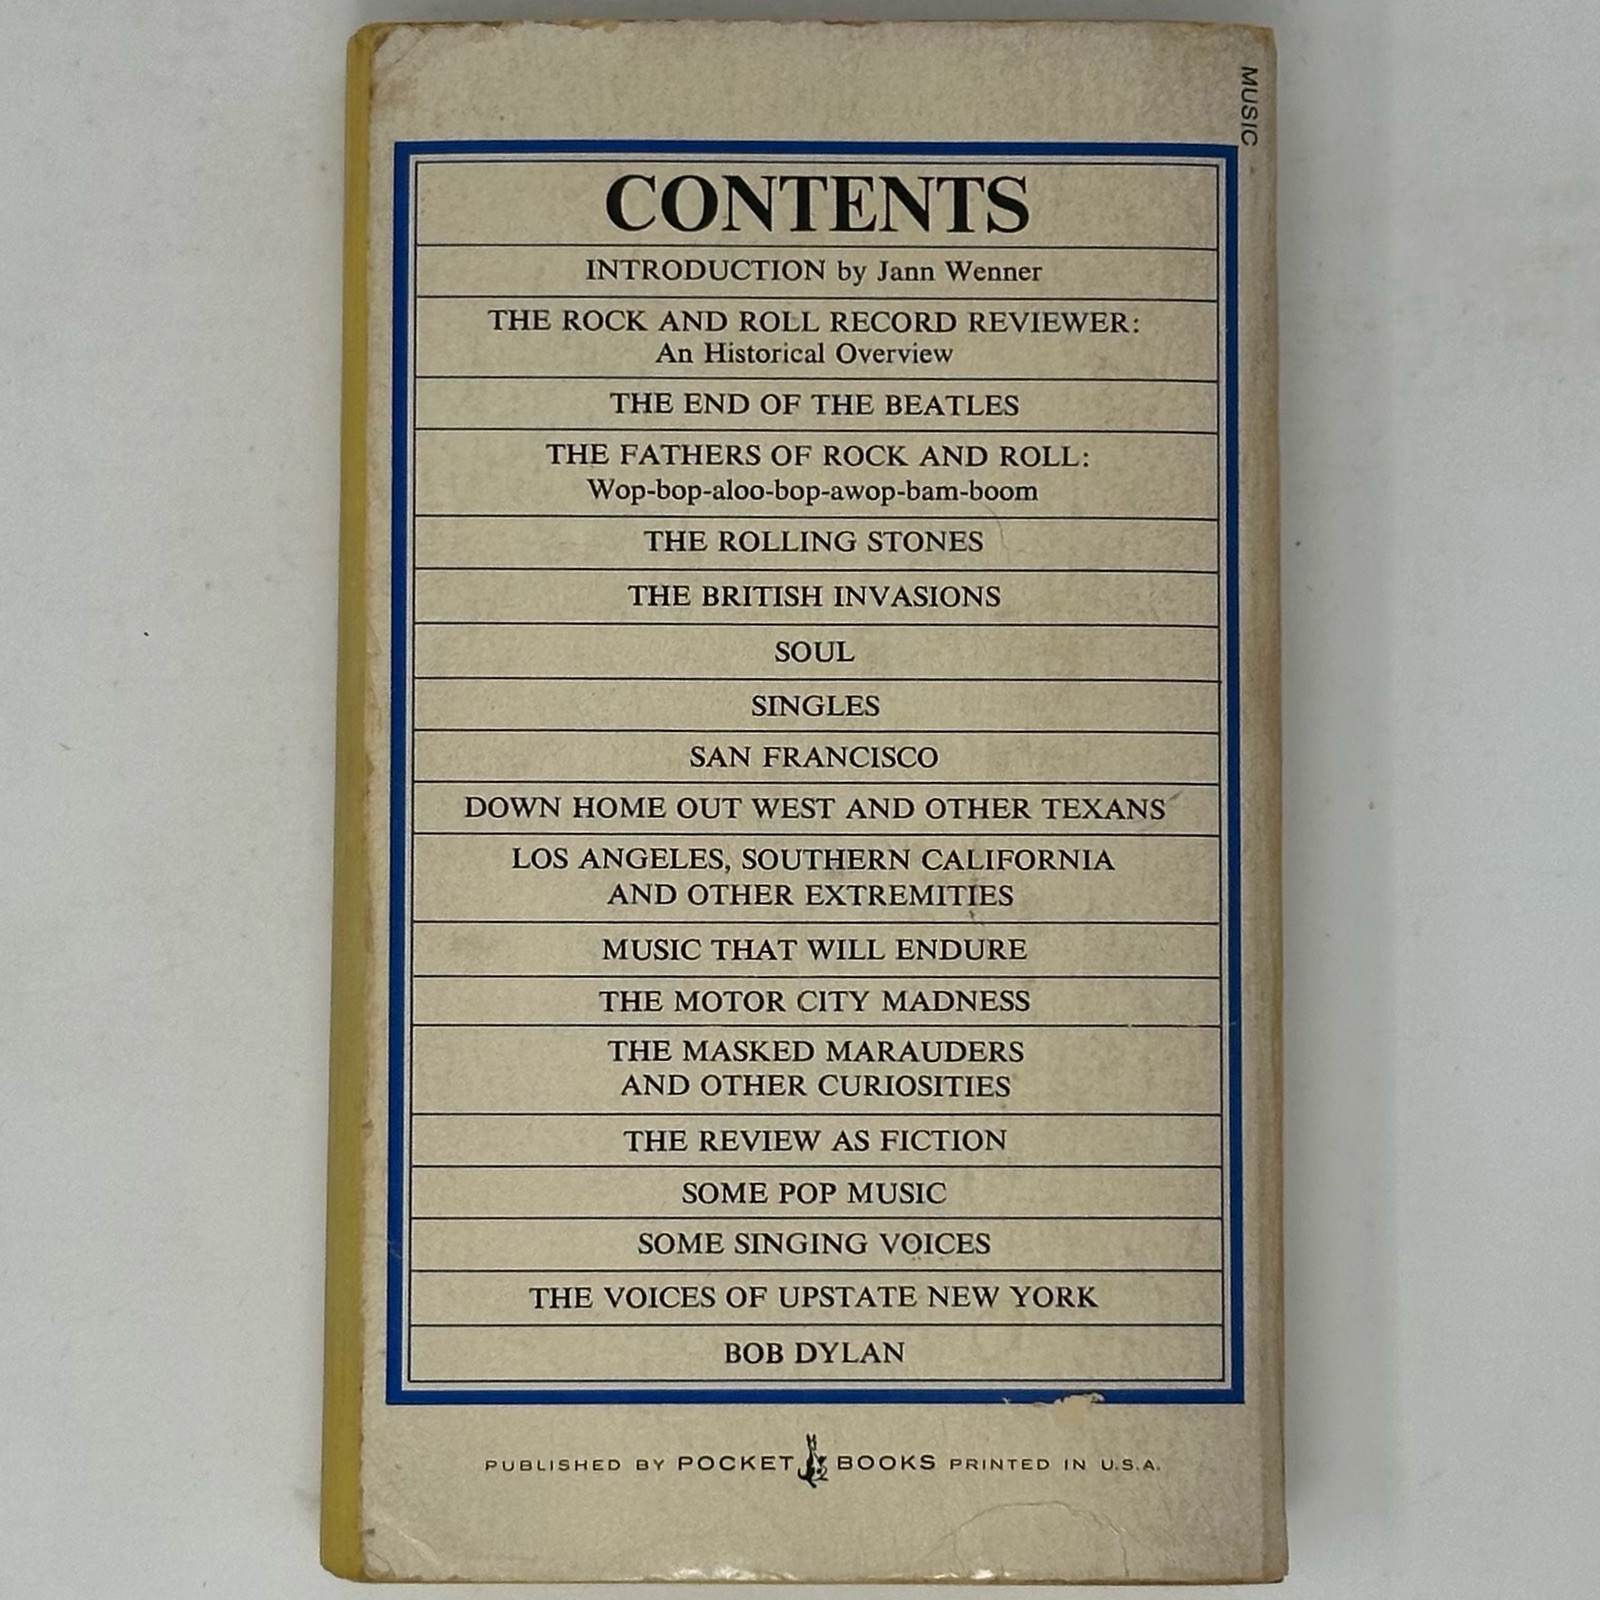 MUSIC
CONTENTS
INTRODUCTION by Jann Wenner
THE ROCK AND ROLL RECORD REVIEWER:
An Historical Overview
THE END OF THE BEATLES
THE FATHERS OF ROCK AND ROLL:
Wop-bop-aloo-bop-awop-bam-boom
THE ROLLING STONES
THE BRITISH INVASIONS
SOUL
SINGLES
SAN FRANCISCO
DOWN HOME OUT WEST AND OTHER TEXANS
LOS ANGELES, SOUTHERN CALIFORNIA
AND OTHER EXTREMITIES
MUSIC THAT WILL ENDURE
THE MOTOR CITY MADNESS
THE MASKED MARAUDERS
AND OTHER CURIOSITIES
THE REVIEW AS FICTION
SOME POP MUSIC
SOME SINGING VOICES
THE VOICES OF UPSTATE NEW YORK
BOB DYLAN
PUBLISHED BY POCKET BOOKS PRINTED IN U.S.A.